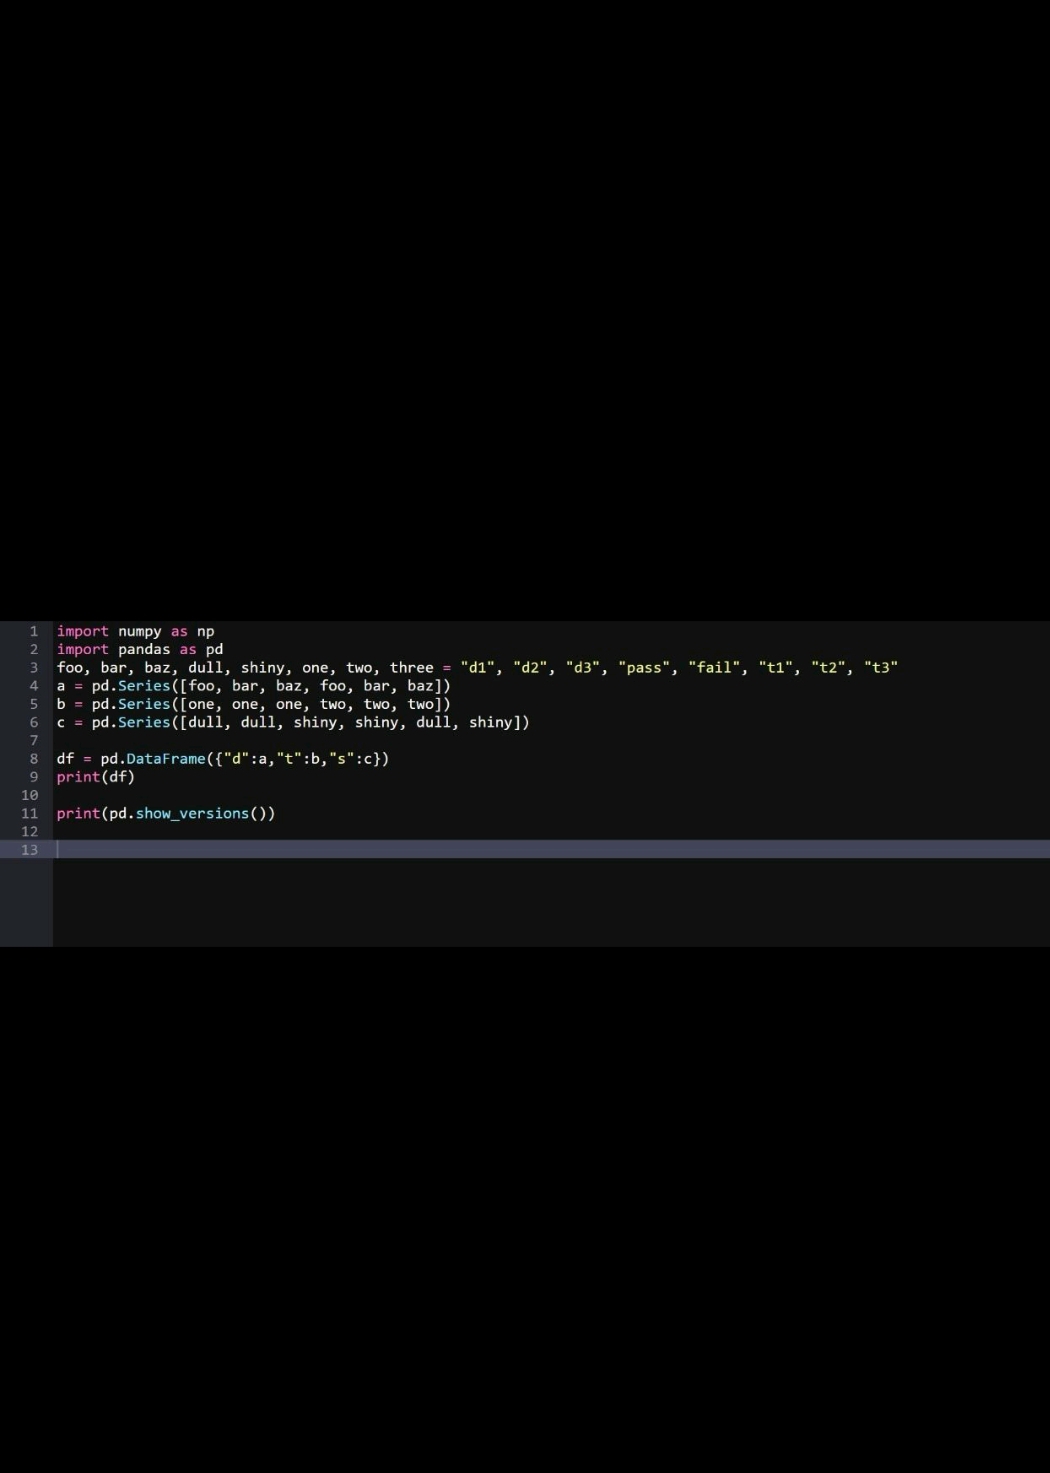 1 import numpy as np
2 import pandas as pd
3 foo, bar, baz, dull, shiny, one, two, three = "d1", "d2", "d3", "pass", "fail", "t1", "t2", "t3"
4 a = pd.Series([foo, bar, baz, foo, bar, baz])
5 b = pd.Series([one, one, one, two, two, two])
6 c = pd.Series([dull, dull, shiny, shiny, dull, shiny])
7
8 df = pd.DataFrame({"d":a,"t":b,"s":c})
9 print(df)
10
11 print(pd.show_versions())
12
13